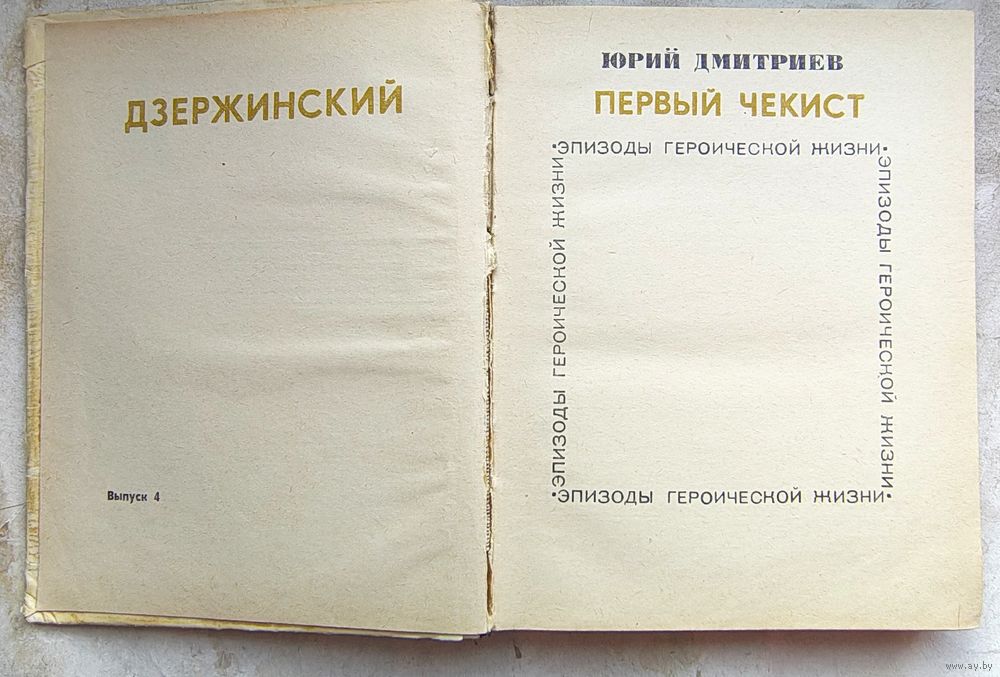 ДЗЕРЖИНСКИЙ
Выпуск 4
ЮРИЙ ДМИТРИЕВ
ПЕРВЫЙ ЧЕКИСТ
•ЭПИЗОДЫ ГЕРОИЧЕСКОЙ ЖИЗНИ•
ЭПИЗОДЫ ГЕРОИЧЕСКОЙ ЖИЗНИ
ЭПИЗОДЫ ГЕРОИЧЕСКОЙ ЖИЗНИ
•ЭПИЗОДЫ ГЕРОИЧЕСКОЙ ЖИЗНИ•
www.ay.by